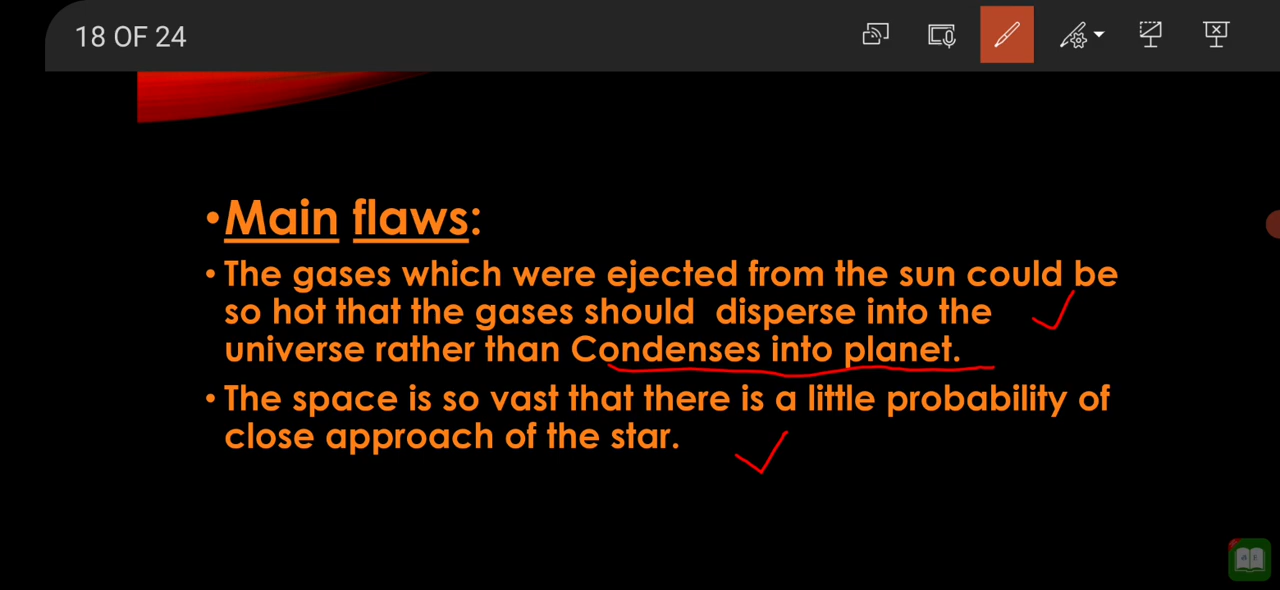 18 OF 24
•Main flaws:
• The gases which were ejected from the sun could be
so hot that the gases should disperse into the
universe rather than Condenses into planet.
• The space is so vast that there is a little probability of
close approach of the star.